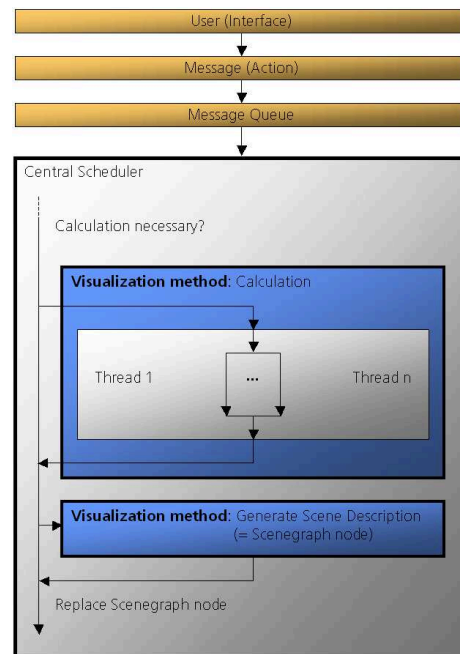 User (Interface)
Message (Action)
Message Queue
Central Scheduler
Calculation necessary?
Visualization method: Calculation
Thread 1
...
Thread n
Visualization method: Generate Scene Description
(= Scenegraph node)
Replace Scenegraph node